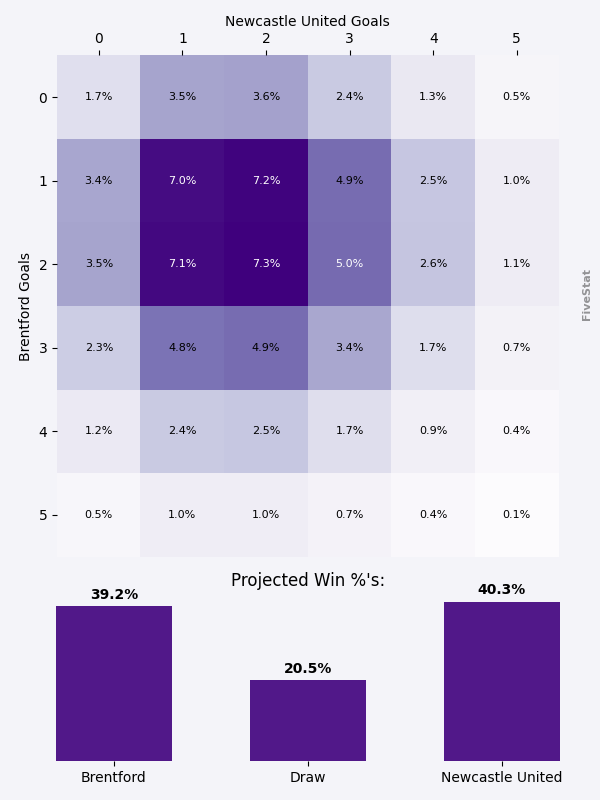 Newcastle United Goals
0 1 2 3 4 5
0 1.7% 3.5% 3.6% 2.4% 1.3% 0.5%
1 3.4% 7.0% 7.2% 4.9% 2.5% 1.0%
2 3.5% 7.1% 7.3% 5.0% 2.6% 1.1%
3 2.3% 4.8% 4.9% 3.4% 1.7% 0.7%
4 1.2% 2.4% 2.5% 1.7% 0.9% 0.4%
5 0.5% 1.0% 1.0% 0.7% 0.4% 0.1%
Brentford Goals
FiveStat
Projected Win %'s:
39.2% 20.5% 40.3%
Brentford Draw Newcastle United